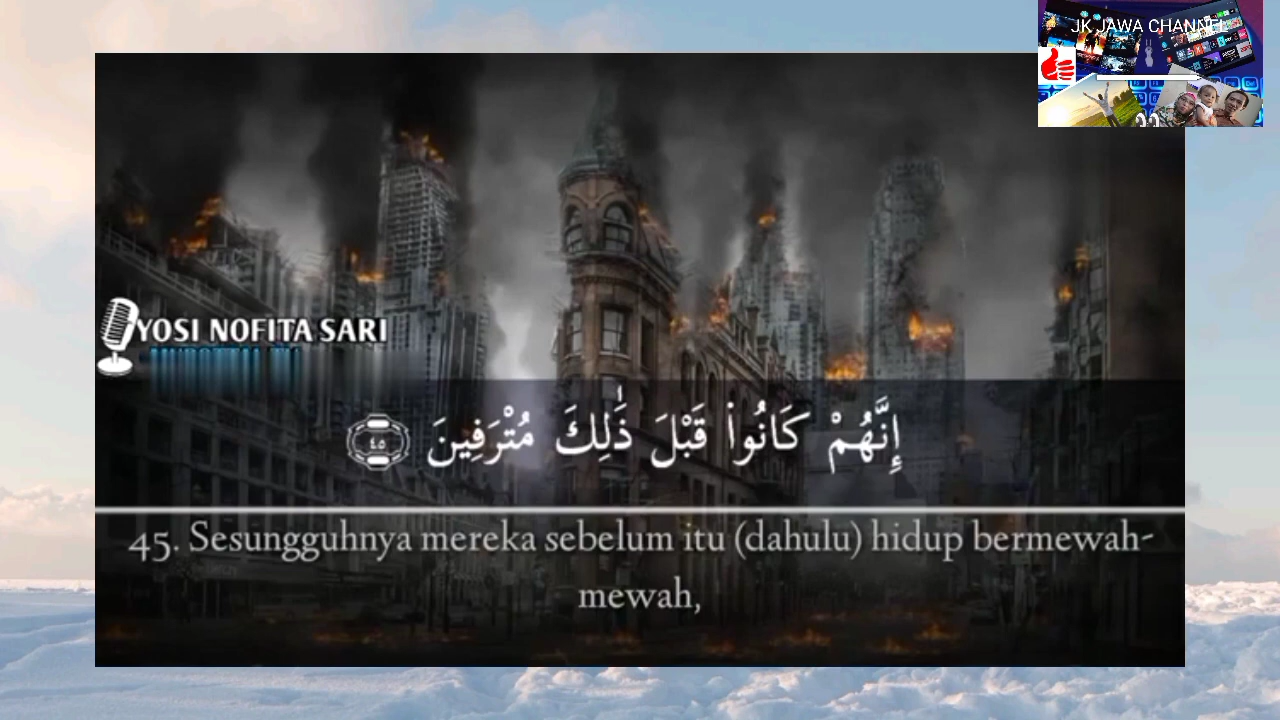 JK JAWA CHANNEL
YOSI NOFITA SARI
إِنَّهُمْ كَانُوا۟ قَبْلَ ذَٰلِكَ مُتْرَفِينَ ٤٥
45. Sesungguhnya mereka sebelum itu (dahulu) hidup bermewah-
mewah,